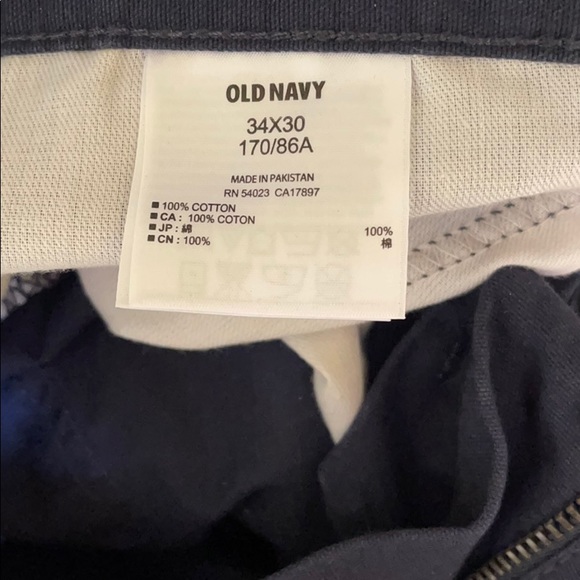 OLD NAVY
34X30
170/86A
MADE IN PAKISTAN
RN 54023 CA17897
■ 100% COTTON
■ CA : 100% COTON
■ JP : 綿 100%
■ CN : 100% 棉